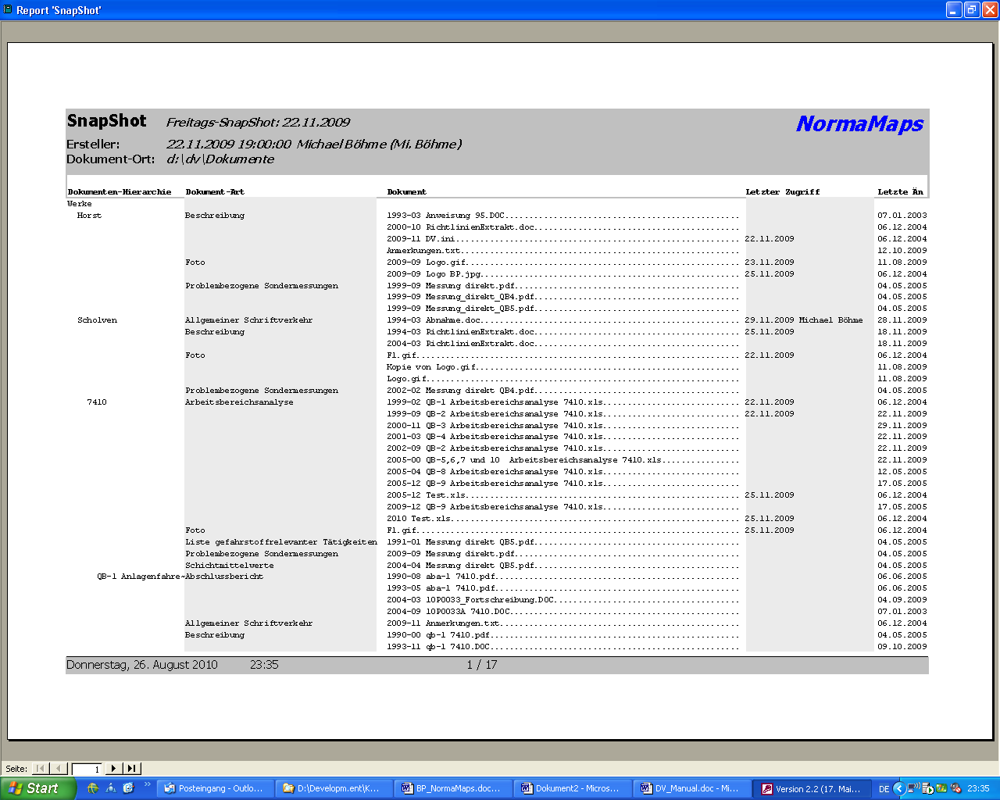 Report 'SnapShot'
SnapShot Freitags-SnapShot: 22.11.2009 NormaMaps
Ersteller: 22.11.2009 19:00:00 Michael Böhme (Mi. Böhme)
Dokument-Ort: d:\dv\Dokumente
Dokumenten-Hierarchie Dokument-Art Dokument Letzter Zugriff Letzte Än
Werke
Horst Beschreibung 1993-03 Anweisung 95.DOC 07.01.2003
2000-10 RichtlinienExtrakt.doc 06.12.2004
2009-11 DV.ini 22.11.2009 06.12.2004
Anmerkungen.txt 12.10.2009
Foto 2009-09 Logo.gif 23.11.2009 11.08.2009
2009-09 Logo BP.jpg 25.11.2009 06.12.2004
Problembezogene Sondermessungen 1999-09 Messung direkt.pdf 04.05.2005
1999-09 Messung_direkt_QB4.pdf 04.05.2005
1999-09 Messung_direkt_QB5.pdf 04.05.2005
Scholven Allgemeiner Schriftverkehr 1994-03 Abnahme.doc 29.11.2009 Michael Böhme 28.11.2009
Beschreibung 1994-03 RichtlinienExtrakt.doc 25.11.2009 18.11.2009
2004-03 RichtlinienExtrakt.doc 18.11.2009
Foto F1.gif 22.11.2009 06.12.2004
Kopie von Logo.gif 11.08.2009
Logo.gif 11.08.2009
Problembezogene Sondermessungen 2002-02 Messung direkt QB4.pdf 04.05.2005
7410 Arbeitsbereichsanalyse 1999-02 QB-1 Arbeitsbereichsanalyse 7410.xls 22.11.2009 06.12.2004
1999-09 QB-2 Arbeitsbereichsanalyse 7410.xls 22.11.2009 22.11.2009
2000-11 QB-3 Arbeitsbereichsanalyse 7410.xls 29.11.2009
2001-03 QB-4 Arbeitsbereichsanalyse 7410.xls 22.11.2009
2002-09 QB-2 Arbeitsbereichsanalyse 7410.xls 22.11.2009
2005-00 QB-5,6,7 und 10 Arbeitsbereichsanalyse 7410.xls 22.11.2009
2005-04 QB-8 Arbeitsbereichsanalyse 7410.xls 12.05.2005
2005-12 QB-9 Arbeitsbereichsanalyse 7410.xls 17.05.2005
2005-12 Test.xls 25.11.2009 06.12.2004
2009-12 QB-9 Arbeitsbereichsanalyse 7410.xls 17.05.2005
2010 Test.xls 25.11.2009 06.12.2004
Foto F1.gif 25.11.2009 06.12.2004
Liste gefahrstoffrelevanter Tätigkeiten 1991-01 Messung direkt QB5.pdf 04.05.2005
Problembezogene Sondermessungen 2009-09 Messung direkt.pdf 04.05.2005
Schichtmittelwerte 2004-04 Messung direkt QB5.pdf 04.05.2005
QB-1 Anlagenfahre~Abschlussbericht 1990-08 aba-1 7410.pdf 06.06.2005
1993-05 aba-1 7410.pdf 06.06.2005
2004-03 10P0033_Fortschreibung.DOC 04.09.2009
2004-09 10P0033A 7410.DOC 07.01.2003
Allgemeiner Schriftverkehr 2009-11 Anmerkungen.txt 06.12.2004
Beschreibung 1990-00 qb-1 7410.pdf 04.05.2005
1993-11 qb-1 7410.DOC 09.10.2009
Donnerstag, 26. August 2010 23:35 1 / 17
Seite: 1
Start Posteingang - Outlo... D:\Developm.ent\K... BP_NormaMaps.doc... Dokument2 - Micros... DV_Manual.doc - Mi... Version 2.2 (17. Mai... DE 23:35